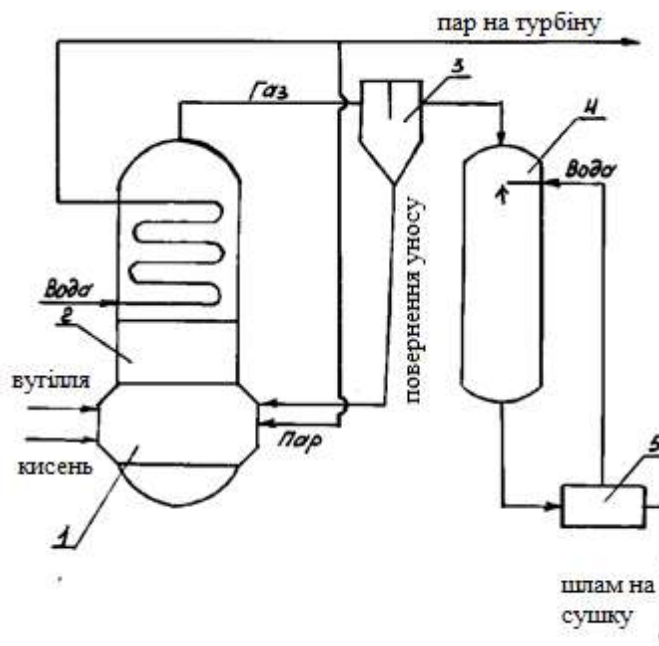 пар на турбіну
Газ
3
4
Вода
Вода
2
повернення уносу
вугілля
Пар
кисень
1
5
шлам на
сушку